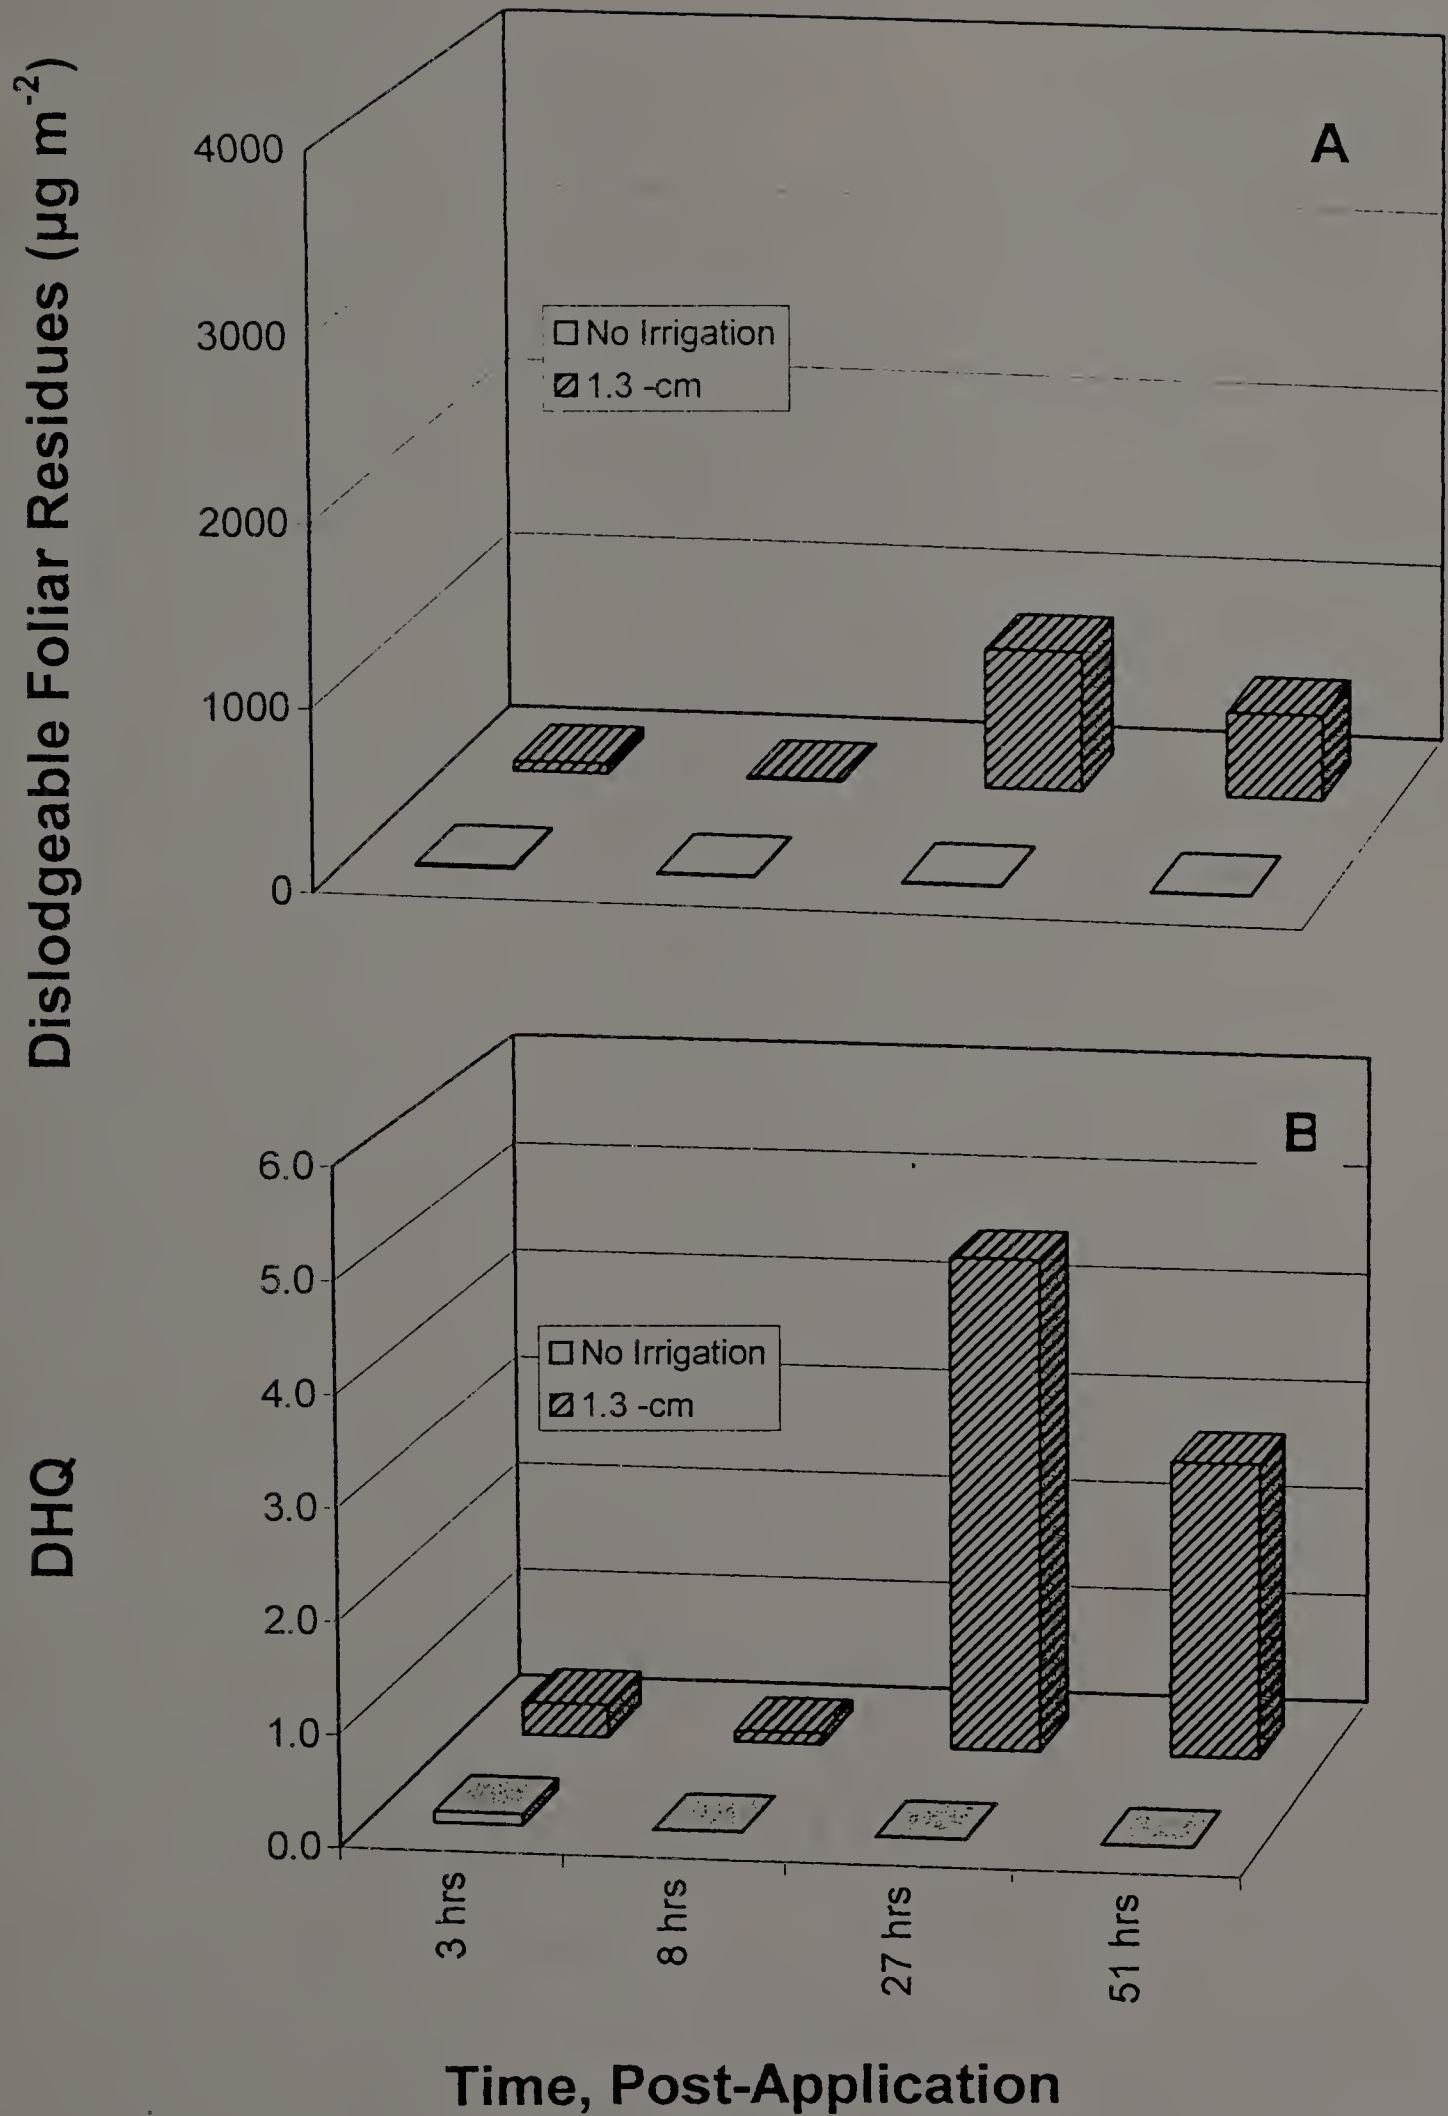 Dislodgeable Foliar Residues (µg m-2)
A
4000
3000
2000
1000
0
No Irrigation
1.3 -cm
DHQ
B
6.0
5.0
4.0
3.0
2.0
1.0
0.0
No Irrigation
1.3 -cm
3 hrs
8 hrs
27 hrs
51 hrs
Time, Post-Application